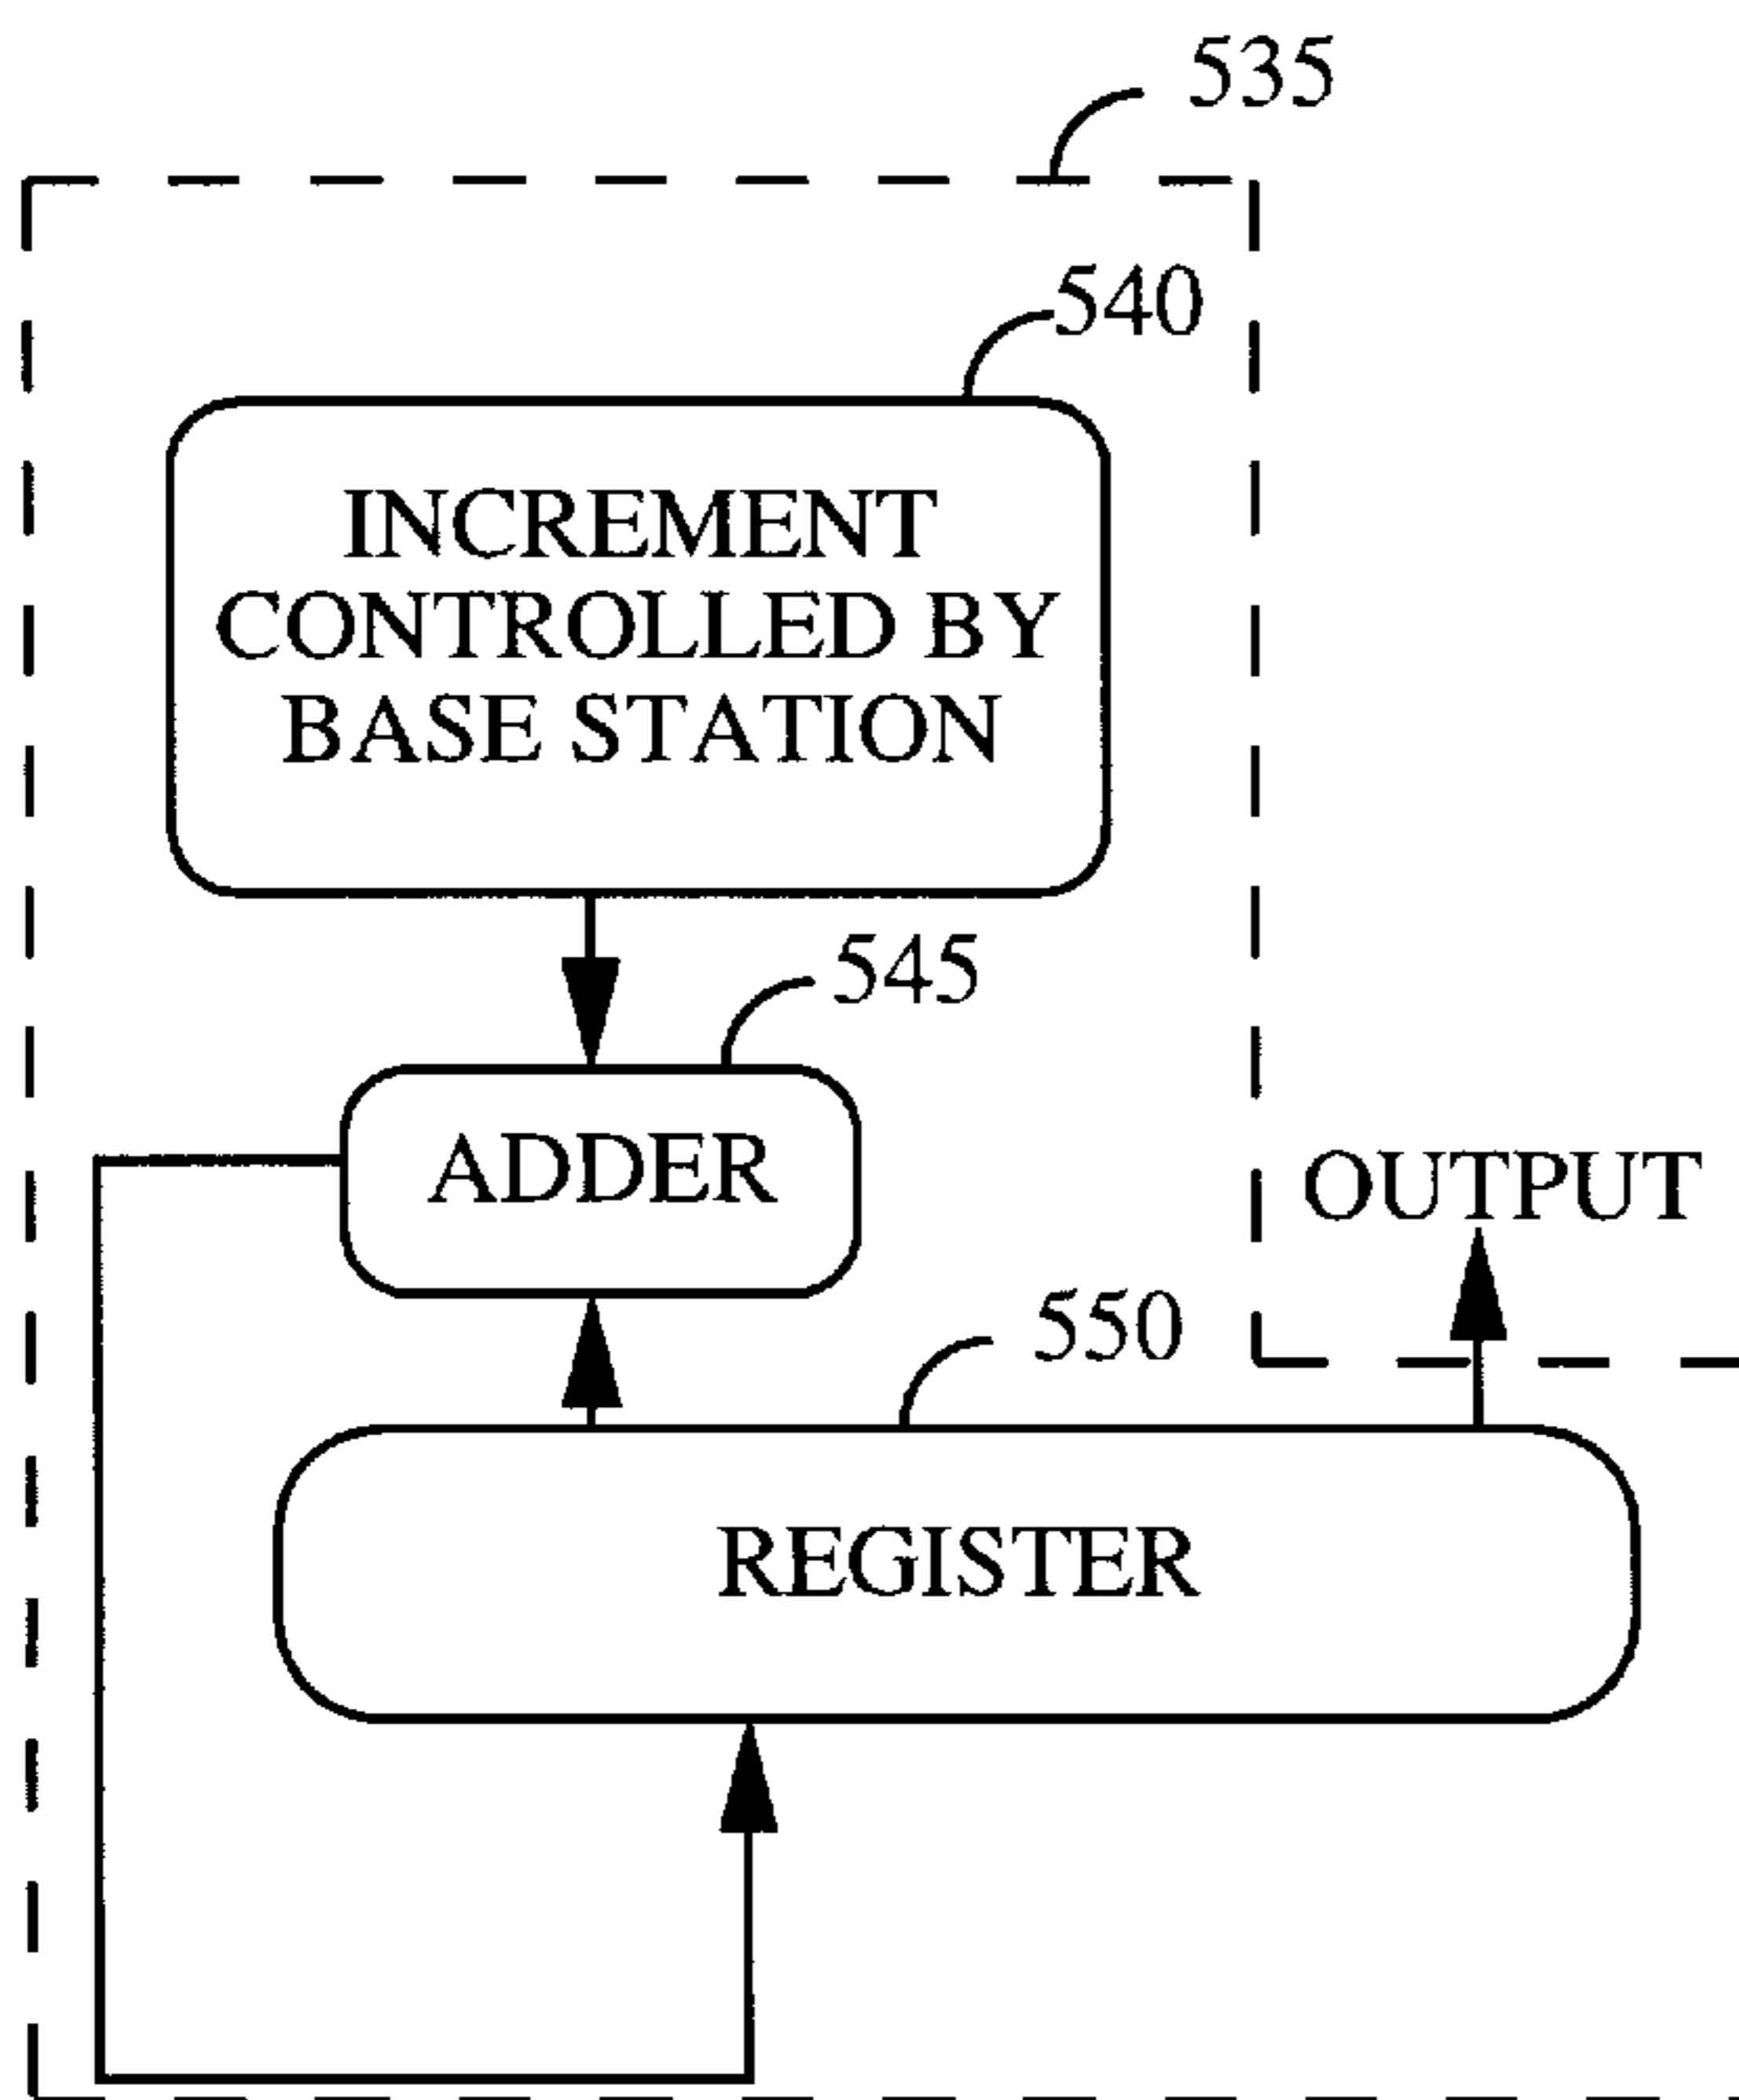 535
540
INCREMENT
CONTROLLED BY
BASE STATION
545
ADDER
OUTPUT
550
REGISTER